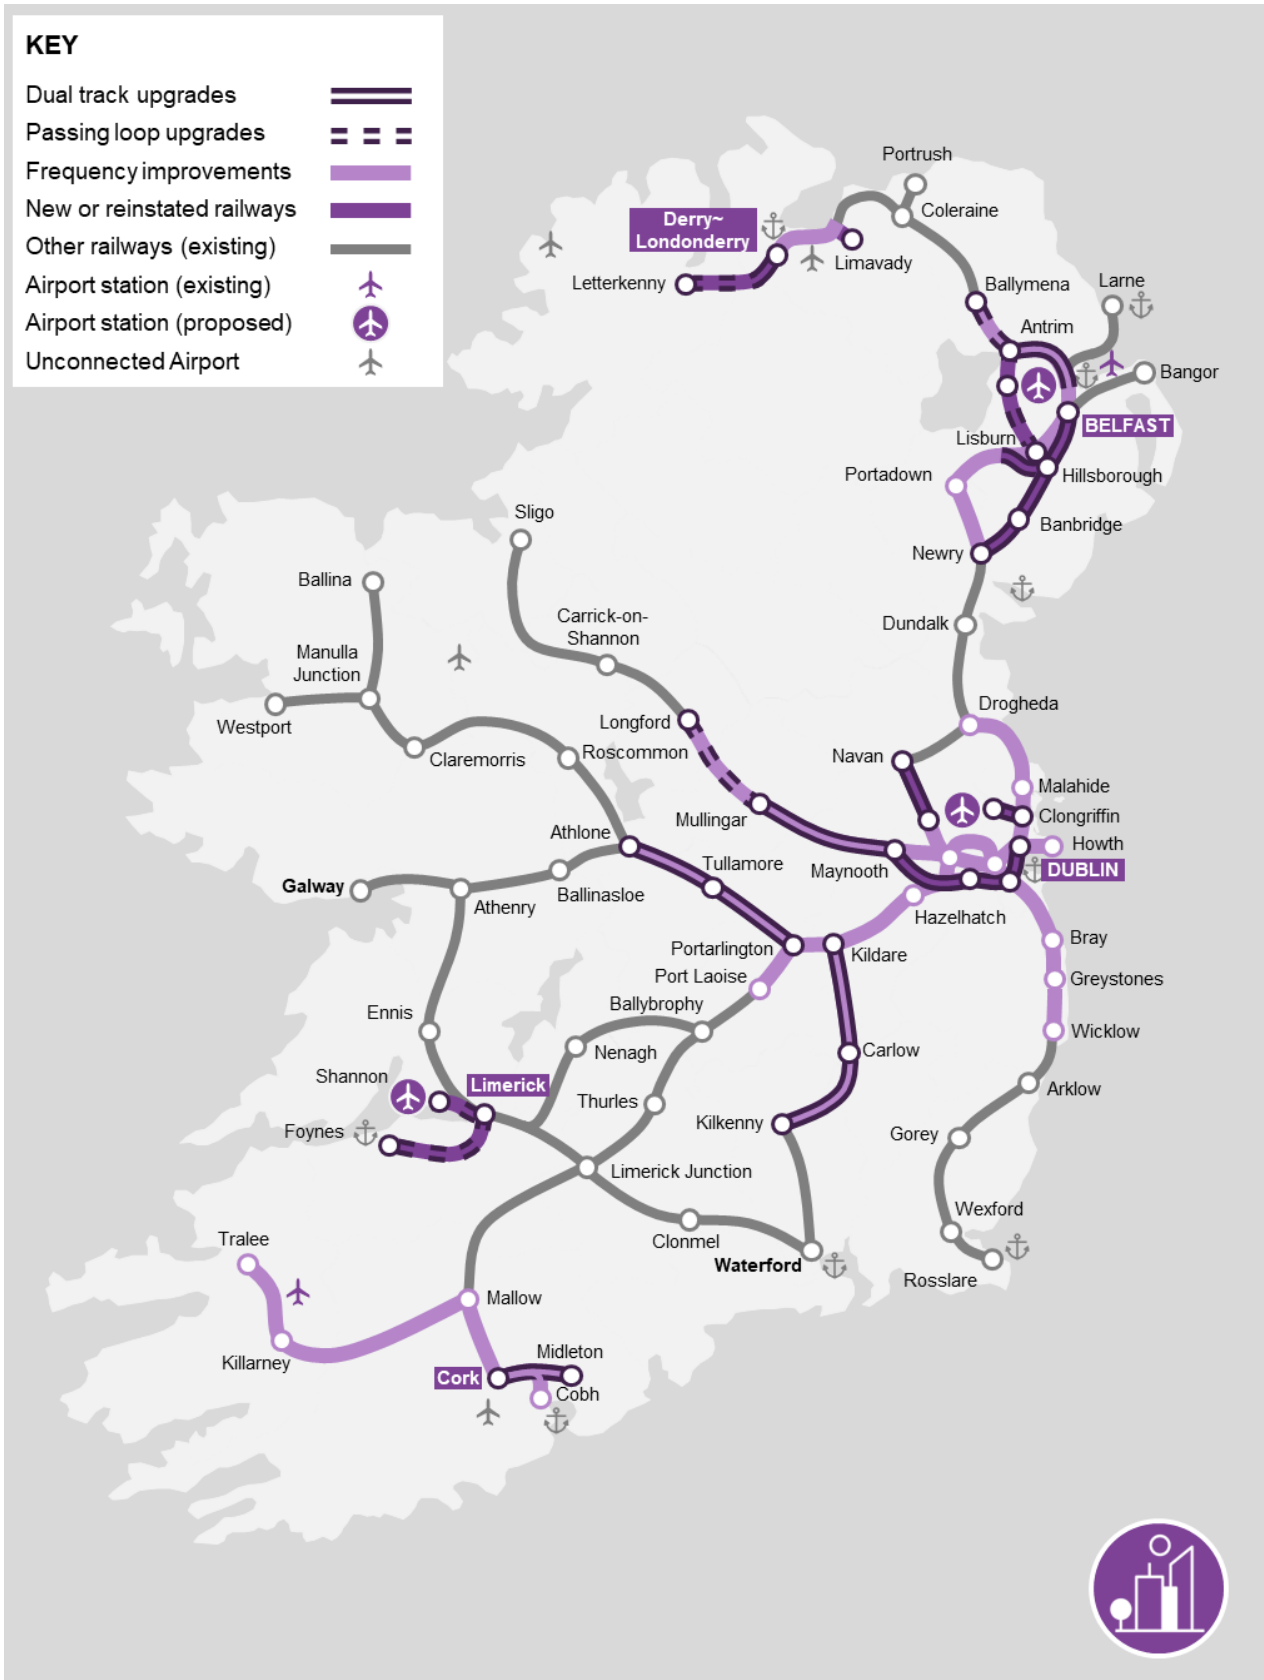 KEY
Dual track upgrades
Passing loop upgrades
Frequency improvements
New or reinstated railways
Other railways (existing)
Airport station (existing)
Airport station (proposed)
Unconnected Airport
Portrush
Coleraine
Derry~
Londonderry
Limavady
Letterkenny
Ballymena
Larne
Antrim
Bangor
BELFAST
Lisburn
Hillsborough
Portadown
Banbridge
Newry
Sligo
Ballina
Carrick-on-
Shannon
Dundalk
Manulla
Junction
Westport
Drogheda
Longford
Claremorris
Roscommon
Navan
Malahide
Clongriffin
Mullingar
Athlone
Howth
Tullamore
Maynooth
DUBLIN
Galway
Ballinasloe
Athenry
Hazelhatch
Bray
Portarlington
Kildare
Port Laoise
Greystones
Ballybrophy
Ennis
Wicklow
Nenagh
Carlow
Shannon
Limerick
Arklow
Thurles
Foynes
Kilkenny
Gorey
Limerick Junction
Wexford
Tralee
Clonmel
Waterford
Rosslare
Mallow
Killarney
Midleton
Cork
Cobh